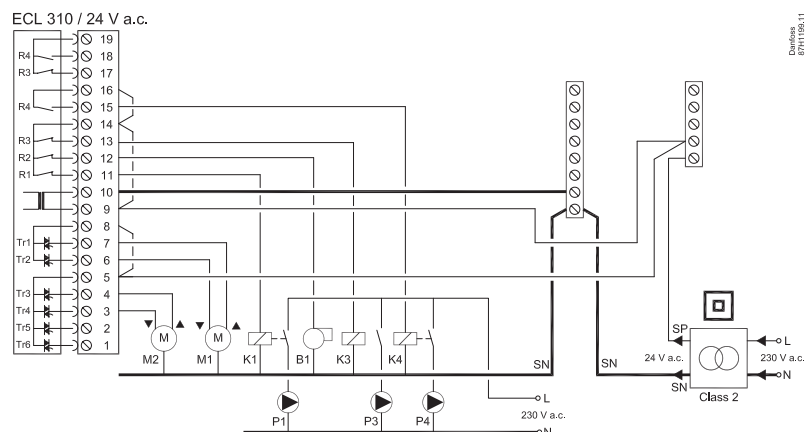 ECL 310 / 24 V a.c.
Danfoss
87H1199.11
19
R4 18
R3 17
16
R4 15
14
R3 13
R2 12
R1 11
10
9
8
Tr1 7
Tr2 6
5
Tr3 4
Tr4 3
Tr5 2
Tr6 1
M M
M2 M1 K1 B1 K3 K4
SN SN
SP
24 V a.c.
SN
L
230 V a.c.
N
Class 2
P1 P3 P4
L
230 V a.c.
N